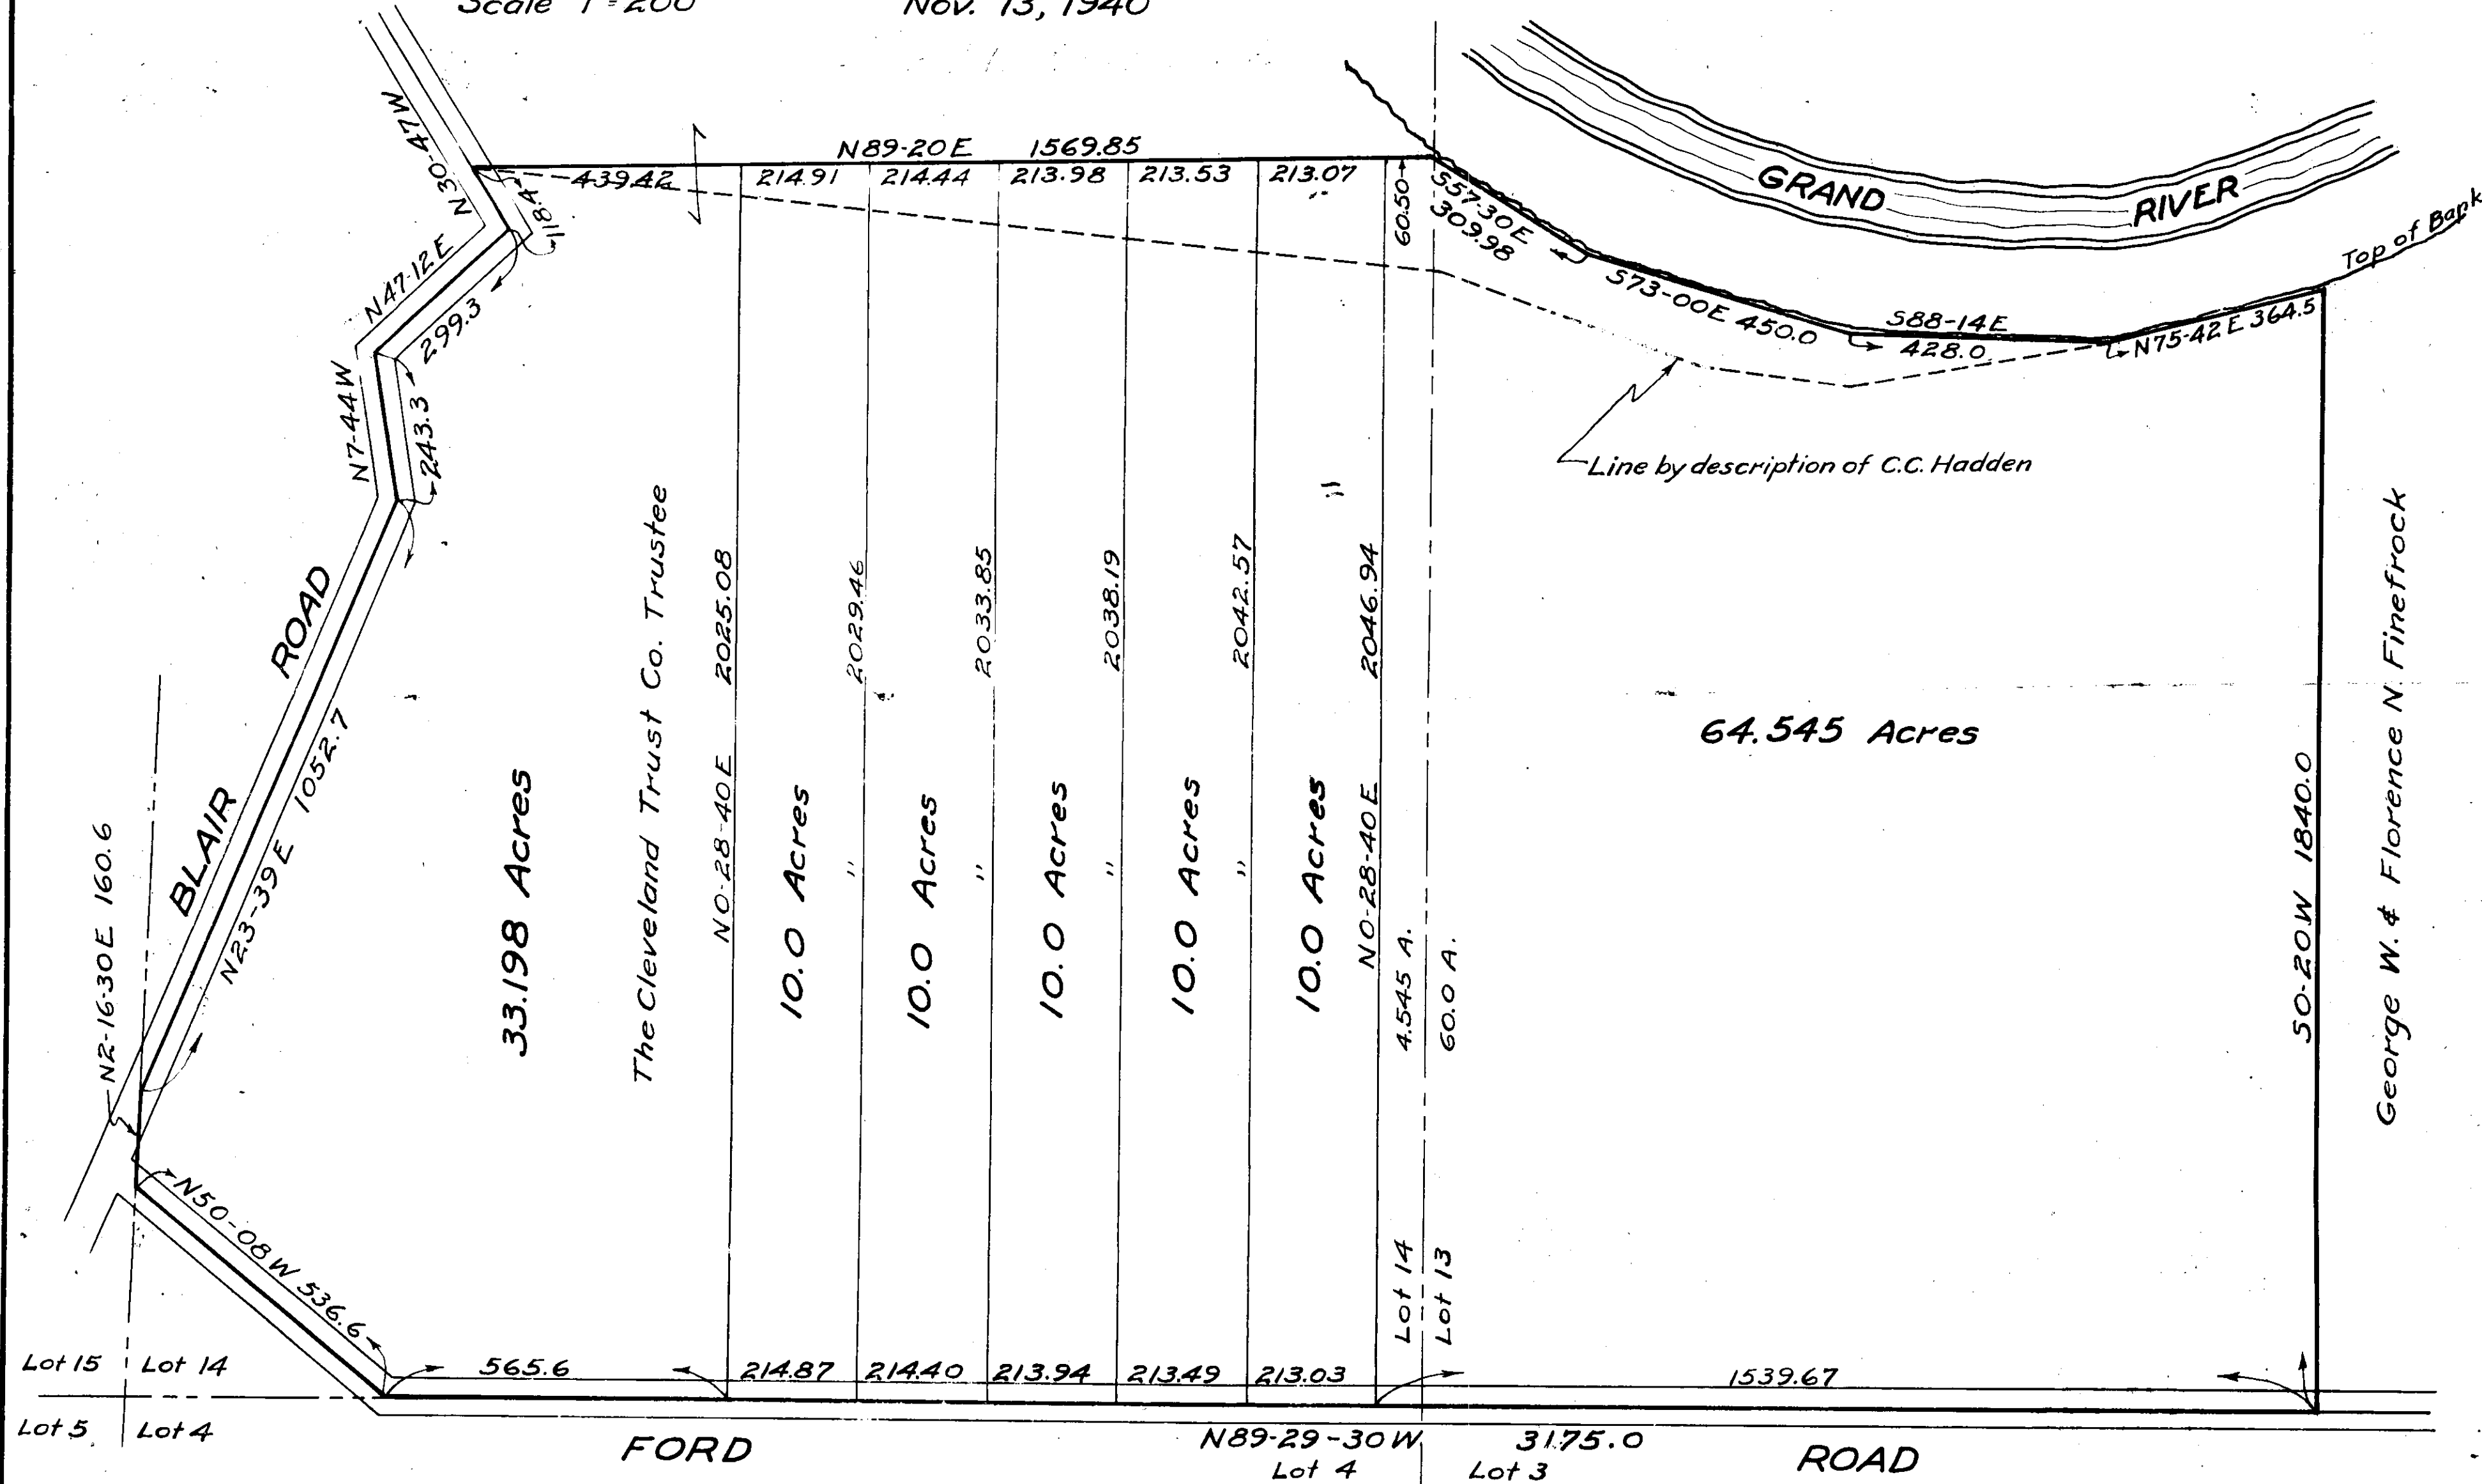 Scale 1"=200'
Nov. 13, 1940
N30-47W
N89-20E 1569.85
439.42
214.91
214.44
213.98
213.53
213.07
60.50
118.4
N47-12E
299.3
N7-44W
243.3
S57-30E
309.98
S73-00E 450.0
S88-14E
428.0
N75-42E 364.5
GRAND RIVER
Top of Bank
Line by description of C.C. Hadden
BLAIR ROAD
N23-39E 1052.7
N2-16-30E 160.6
N50-08W 536.6
33.198 Acres
The Cleveland Trust Co. Trustee
N0-28-40E 2025.08
10.0 Acres
" 2029.46
10.0 Acres
" 2033.85
10.0 Acres
" 2038.19
10.0 Acres
" 2042.57
10.0 Acres
N0-28-40E 2046.94
4.545 A.
60.0 A.
64.545 Acres
S0-20W 1840.0
George W. & Florence N. Finefrock
Lot 14
Lot 13
Lot 15
Lot 14
565.6
214.87
214.40
213.94
213.49
213.03
1539.67
Lot 5
Lot 4
FORD ROAD
N89-29-30W 3175.0
Lot 4
Lot 3